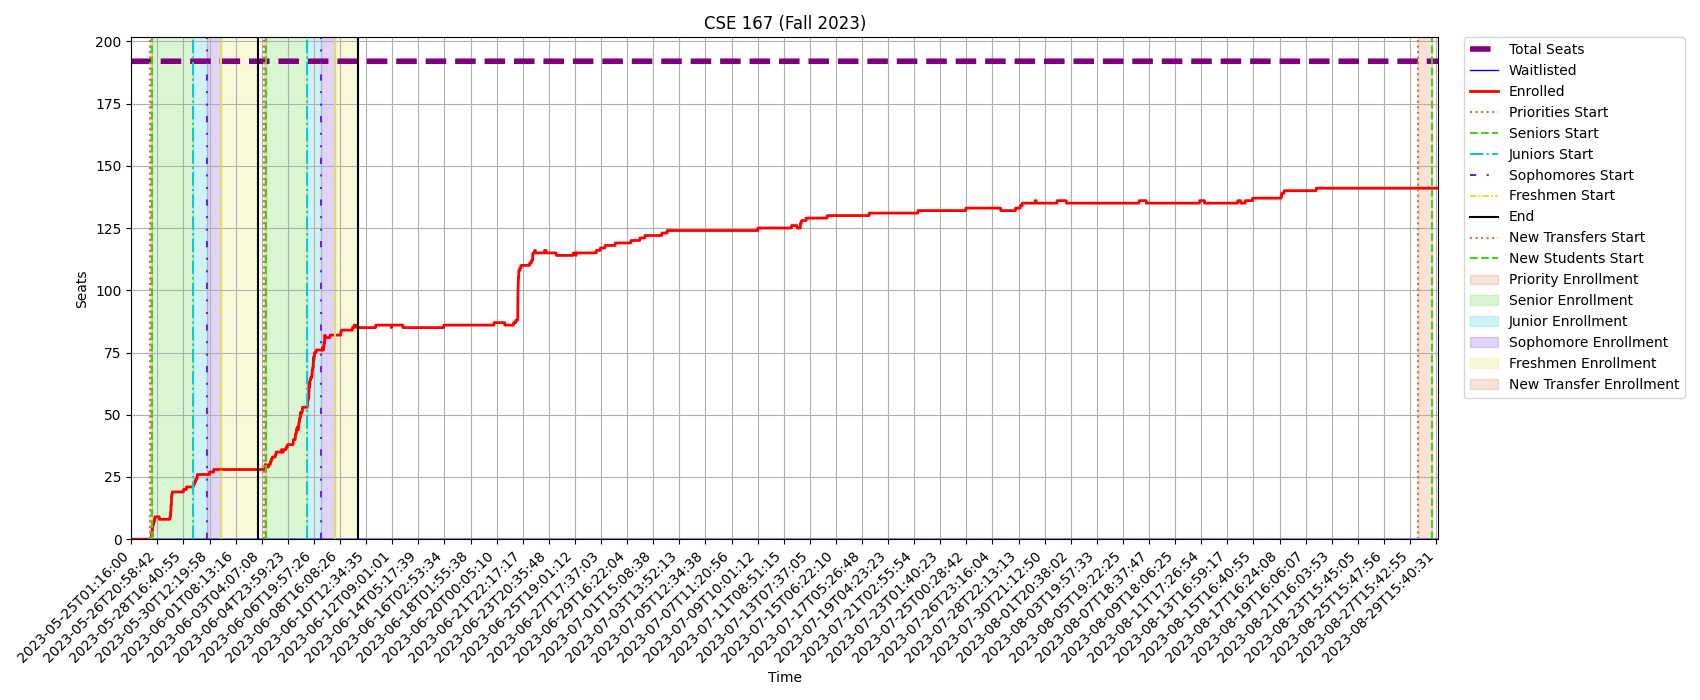 CSE 167 (Fall 2023)
Seats
200
175
150
125
100
75
50
25
0
2023-05-25T01:16:00
2023-05-26T20:58:42
2023-05-28T16:40:55
2023-05-30T12:19:58
2023-06-01T08:13:16
2023-06-03T04:07:08
2023-06-04T23:59:23
2023-06-06T19:57:26
2023-06-08T16:08:26
2023-06-10T12:34:35
2023-06-12T09:01:01
2023-06-14T05:17:39
2023-06-16T02:53:34
2023-06-18T01:55:38
2023-06-20T00:05:10
2023-06-21T22:17:17
2023-06-23T20:35:48
2023-06-25T19:01:12
2023-06-27T17:37:03
2023-06-29T16:22:04
2023-07-01T15:08:38
2023-07-03T13:52:13
2023-07-05T12:34:38
2023-07-07T11:20:56
2023-07-09T10:01:12
2023-07-11T08:51:15
2023-07-13T07:37:05
2023-07-15T06:22:10
2023-07-17T05:26:48
2023-07-19T04:23:23
2023-07-21T02:55:54
2023-07-23T01:40:23
2023-07-25T00:28:42
2023-07-26T23:16:04
2023-07-28T22:13:13
2023-07-30T21:12:50
2023-08-01T20:38:02
2023-08-03T19:57:33
2023-08-05T19:22:25
2023-08-07T18:37:47
2023-08-09T18:06:25
2023-08-11T17:26:54
2023-08-13T16:59:17
2023-08-15T16:40:55
2023-08-17T16:24:08
2023-08-19T16:06:07
2023-08-21T16:03:53
2023-08-23T15:45:05
2023-08-25T15:47:56
2023-08-27T15:42:55
2023-08-29T15:40:31
Time
Total Seats
Waitlisted
Enrolled
Priorities Start
Seniors Start
Juniors Start
Sophomores Start
Freshmen Start
End
New Transfers Start
New Students Start
Priority Enrollment
Senior Enrollment
Junior Enrollment
Sophomore Enrollment
Freshmen Enrollment
New Transfer Enrollment